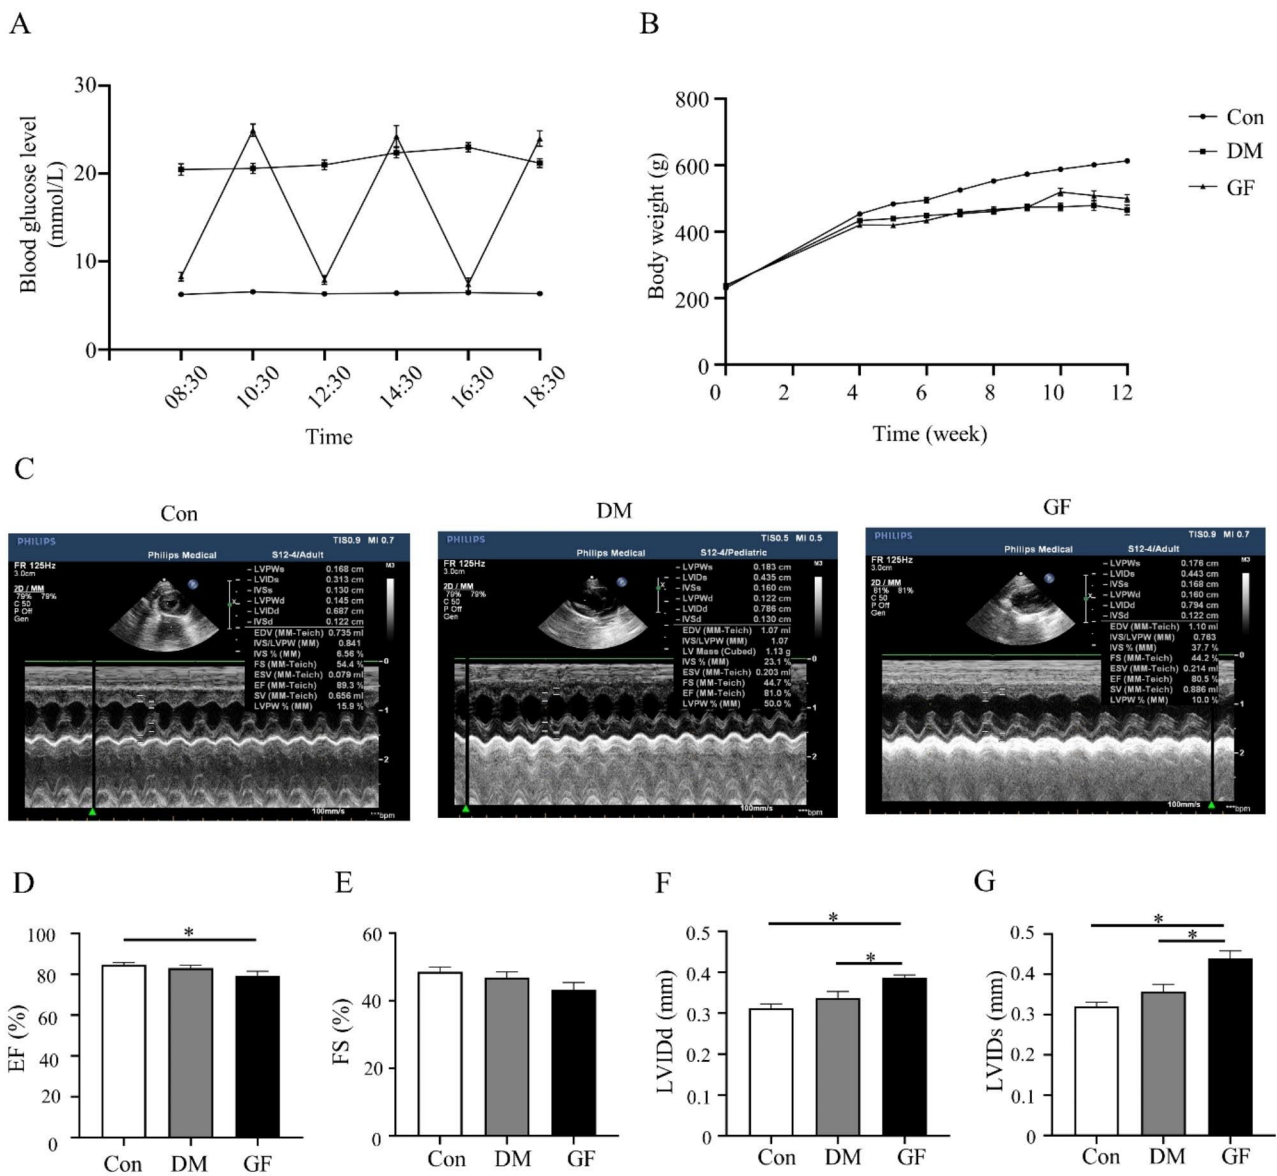 A
B
30
20
10
0
Blood glucose level
(mmol/L)
08:30
10:30
12:30
14:30
16:30
18:30
Time
800
600
400
200
0
Body weight (g)
0
2
4
6
8
10
12
Time (week)
Con
DM
GF
C
Con
DM
GF
PHILIPS
TIS0.9 MI 0.7
Philips Medical
S12-4/Adult
FR 125Hz
3.0cm
2D / MM
79% 79%
C 50
P Off
Gen
M3
LVPWs 0.168 cm
LVIDs 0.313 cm
IVSs 0.130 cm
LVPWd 0.145 cm
LVIDd 0.687 cm
IVSd 0.122 cm
EDV (MM-Teich) 0.735 ml
IVS/LVPW (MM) 0.841
IVS % (MM) 6.56 %
FS (MM-Teich) 54.4 %
ESV (MM-Teich) 0.079 ml
EF (MM-Teich) 89.3 %
SV (MM-Teich) 0.656 ml
LVPW % (MM) 15.9 %
X
0
1
2
100mm/s
***bpm
PHILIPS
TIS0.5 MI 0.5
Philips Medical
S12-4/Pediatric
FR 125Hz
3.0cm
2D / MM
79% 79%
C 50
P Off
Gen
M3
LVPWs 0.183 cm
LVIDs 0.435 cm
IVSs 0.160 cm
LVPWd 0.122 cm
LVIDd 0.786 cm
IVSd 0.130 cm
EDV (MM-Teich) 1.07 ml
IVS/LVPW (MM) 1.07
LV Mass (Cubed) 1.13 g
IVS % (MM) 23.1 %
ESV (MM-Teich) 0.203 ml
FS (MM-Teich) 44.7 %
EF (MM-Teich) 81.0 %
LVPW % (MM) 50.0 %
X
0
1
2
100mm/s
***bpm
PHILIPS
TIS0.9 MI 0.7
Philips Medical
S12-4/Adult
FR 125Hz
3.0cm
2D / MM
81% 81%
C 50
P Off
Gen
M3
LVPWs 0.176 cm
LVIDs 0.443 cm
IVSs 0.168 cm
LVPWd 0.160 cm
LVIDd 0.794 cm
IVSd 0.122 cm
EDV (MM-Teich) 1.10 ml
IVS/LVPW (MM) 0.763
IVS % (MM) 37.7 %
FS (MM-Teich) 44.2 %
ESV (MM-Teich) 0.214 ml
EF (MM-Teich) 80.5 %
SV (MM-Teich) 0.886 ml
LVPW % (MM) 10.0 %
X
0
1
2
100mm/s
***bpm
D
100
80
60
40
20
0
EF (%)
*
Con
DM
GF
E
60
40
20
0
FS (%)
Con
DM
GF
F
0.5
0.4
0.3
0.2
0.1
0
LVIDd (mm)
*
*
Con
DM
GF
G
0.5
0.4
0.3
0.2
0.1
0
LVIDs (mm)
*
*
Con
DM
GF